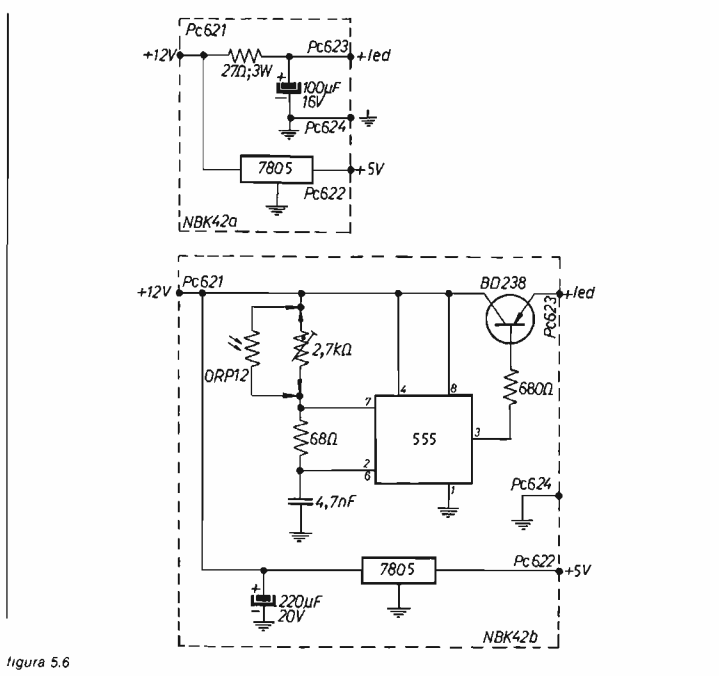 Pc621
+12V
27Ω;3W
Pc623
+led
+
100μF
16V
−
Pc624
7805
+5V
Pc622
NBK42a
Pc621
+12V
BD238
+led
Pc623
ORP12
2,7kΩ
4
8
680Ω
7
555
3
68Ω
2
6
1
4,7nF
Pc624
7805
Pc622
+5V
+
220μF
20V
−
NBK42b
figura 5.6